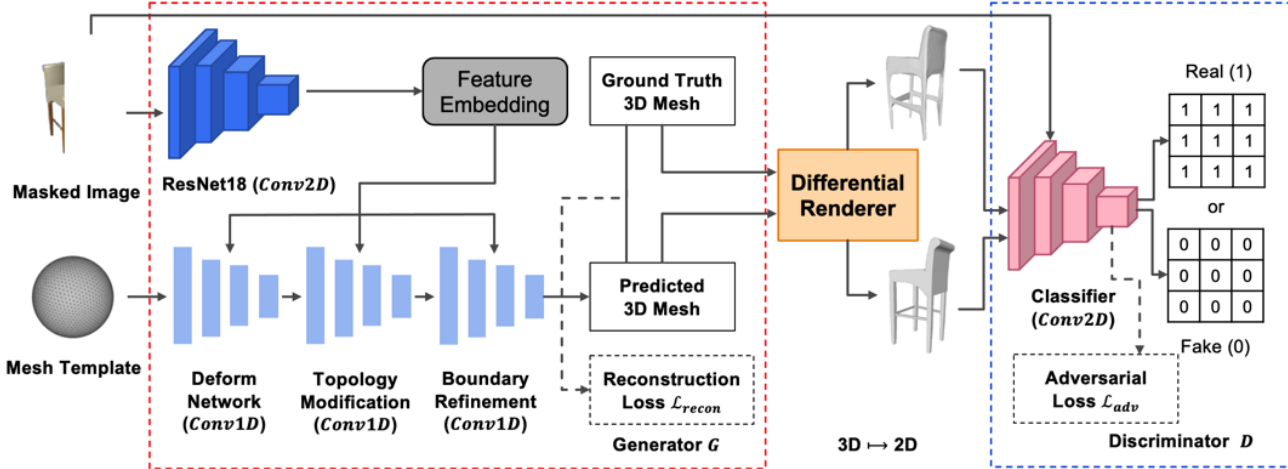 Masked Image
ResNet18 (Conv2D)
Feature
Embedding
Ground Truth
3D Mesh
Differential
Renderer
Real (1)
1 1 1
1 1 1
1 1 1
or
0 0 0
0 0 0
0 0 0
Fake (0)
Classifier
(Conv2D)
Mesh Template
Deform
Network
(Conv1D)
Topology
Modification
(Conv1D)
Boundary
Refinement
(Conv1D)
Predicted
3D Mesh
Reconstruction
Loss ℒ_recon
Generator G
3D ↦ 2D
Adversarial
Loss ℒ_adv
Discriminator D